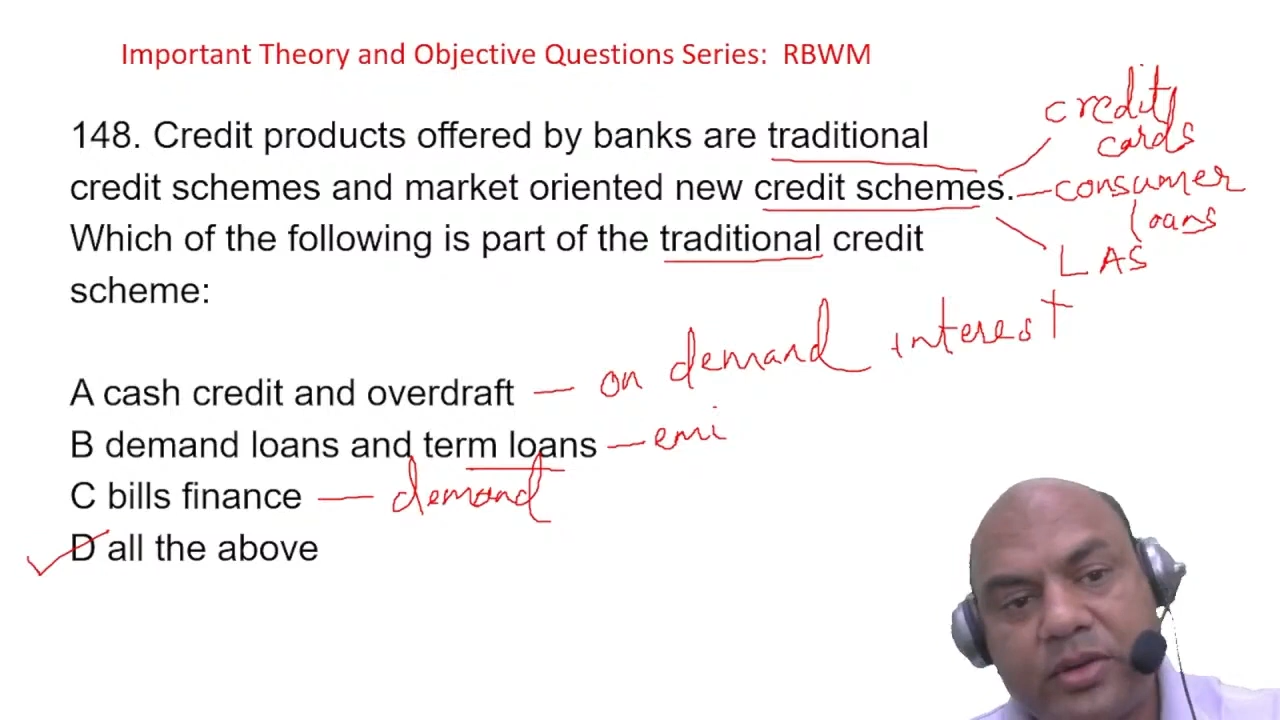 Important Theory and Objective Questions Series: RBWM
148. Credit products offered by banks are traditional
credit schemes and market oriented new credit schemes.
Which of the following is part of the traditional credit
scheme:
credit
cards
consumer
loans
LAS
A cash credit and overdraft – on demand interest
B demand loans and term loans – emi
C bills finance – demand
D all the above